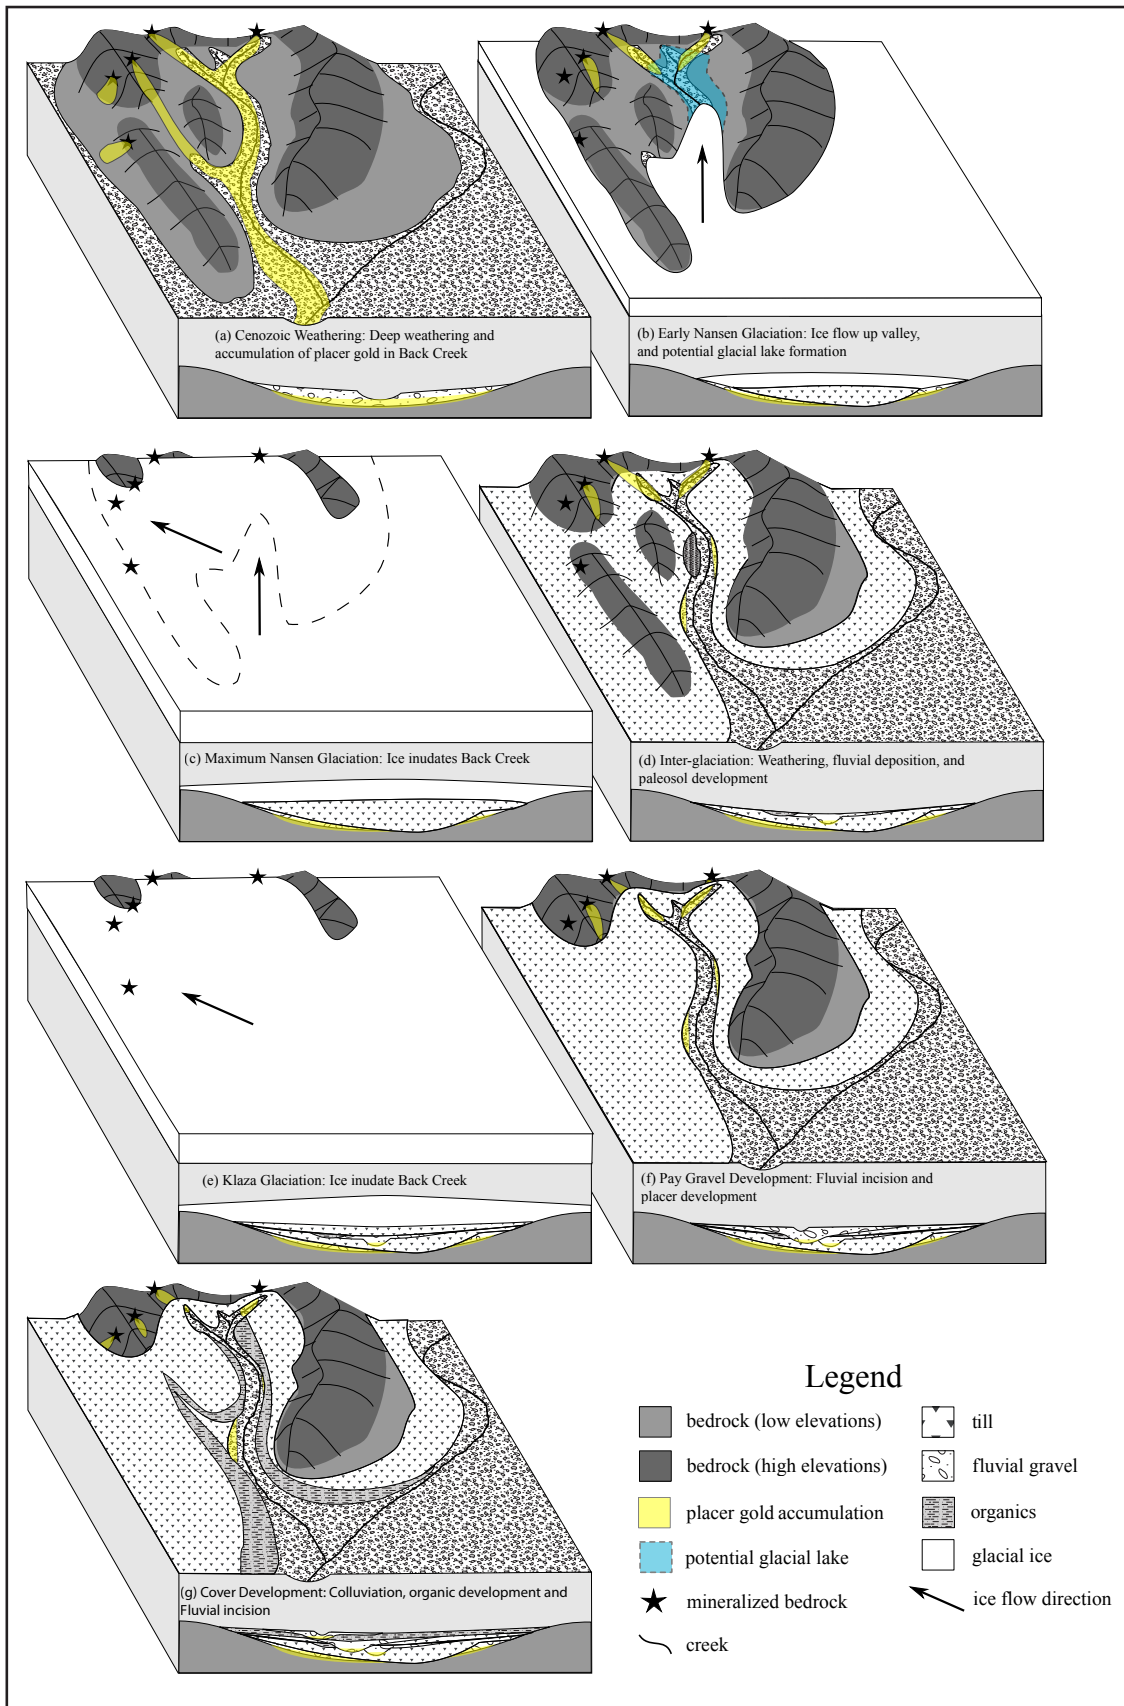 (a) Cenozoic Weathering: Deep weathering and
accumulation of placer gold in Back Creek
(b) Early Nansen Glaciation: Ice flow up valley,
and potential glacial lake formation
(c) Maximum Nansen Glaciation: Ice inudates Back Creek
(d) Inter-glaciation: Weathering, fluvial deposition, and
paleosol development
(e) Klaza Glaciation: Ice inudate Back Creek
(f) Pay Gravel Development: Fluvial incision and
placer development
(g) Cover Development: Colluviation, organic development and
Fluvial incision
Legend
bedrock (low elevations)
bedrock (high elevations)
placer gold accumulation
potential glacial lake
mineralized bedrock
creek
till
fluvial gravel
organics
glacial ice
ice flow direction